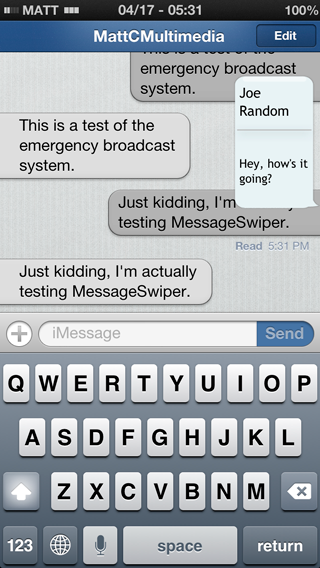 MATT 04/17 - 05:31 100%
MattCMultimedia Edit
This is a test of the
emergency broadcast
system.
Joe
Random
Hey, how's it
going?
This is a test of the
emergency broadcast
system.
Just kidding, I'm
testing MessageSwiper.
Read 5:31 PM
Just kidding, I'm actually
testing MessageSwiper.
iMessage Send
Q W E R T Y U I O P
A S D F G H J K L
Z X C V B N M
123 space return